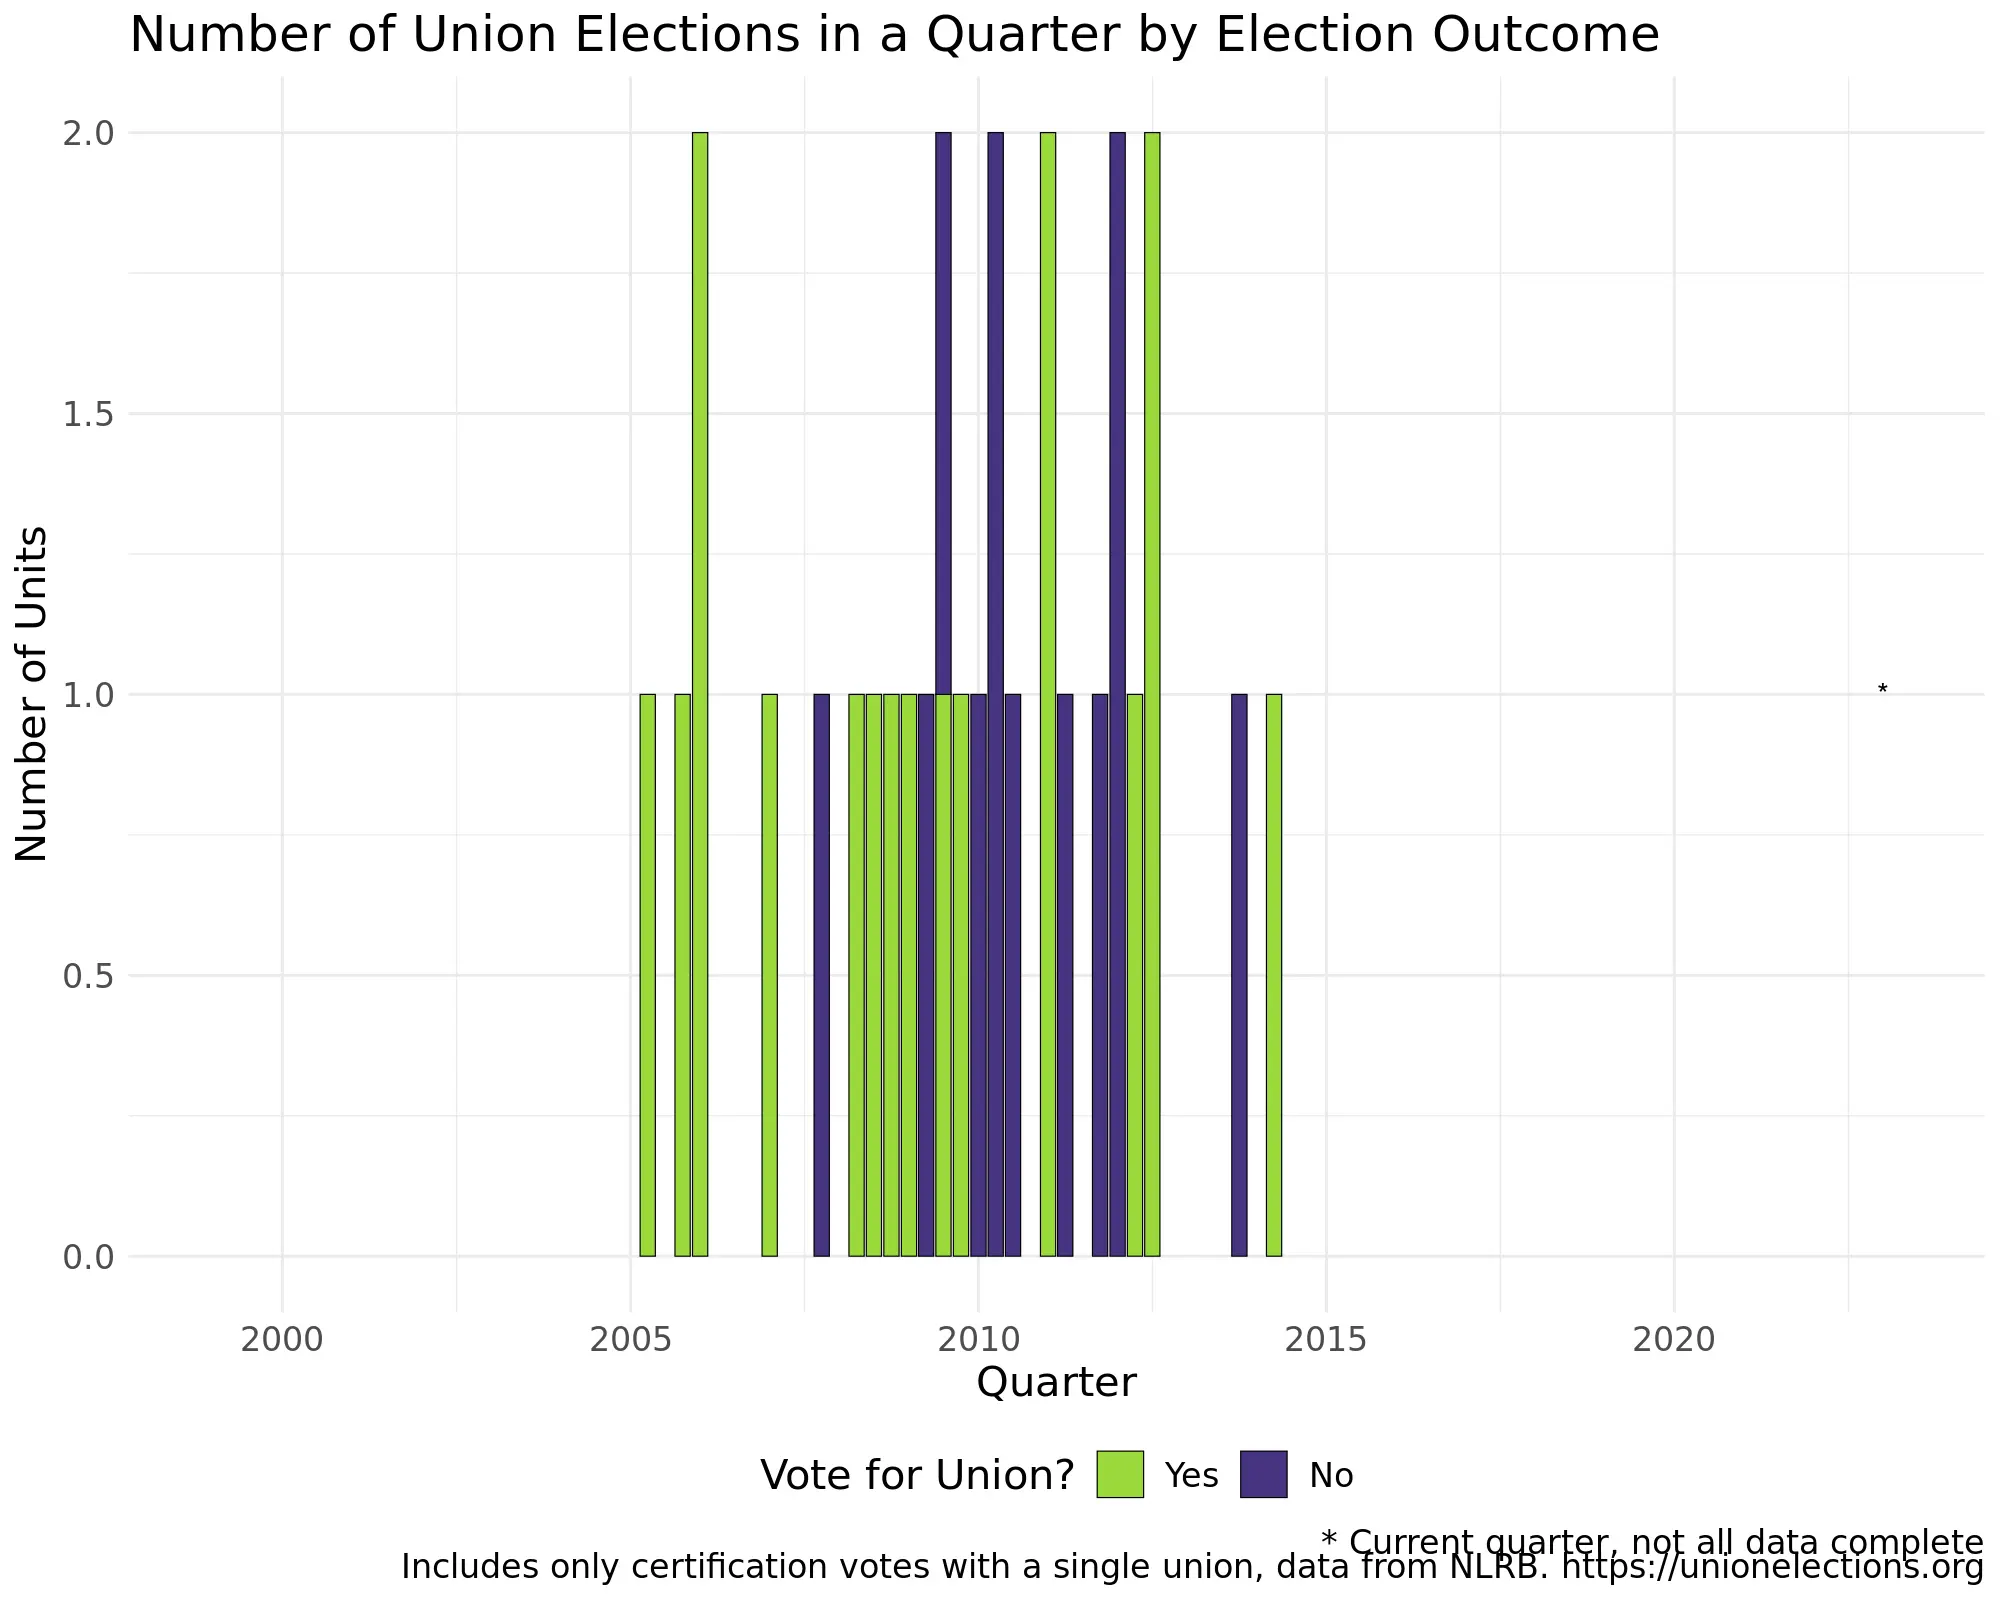 Number of Union Elections in a Quarter by Election Outcome
2.0
1.5
1.0
0.5
0.0
Number of Units
*
2000 2005 2010 2015 2020
Quarter
Vote for Union? Yes No
* Current quarter, not all data complete
Includes only certification votes with a single union, data from NLRB. https://unionelections.org